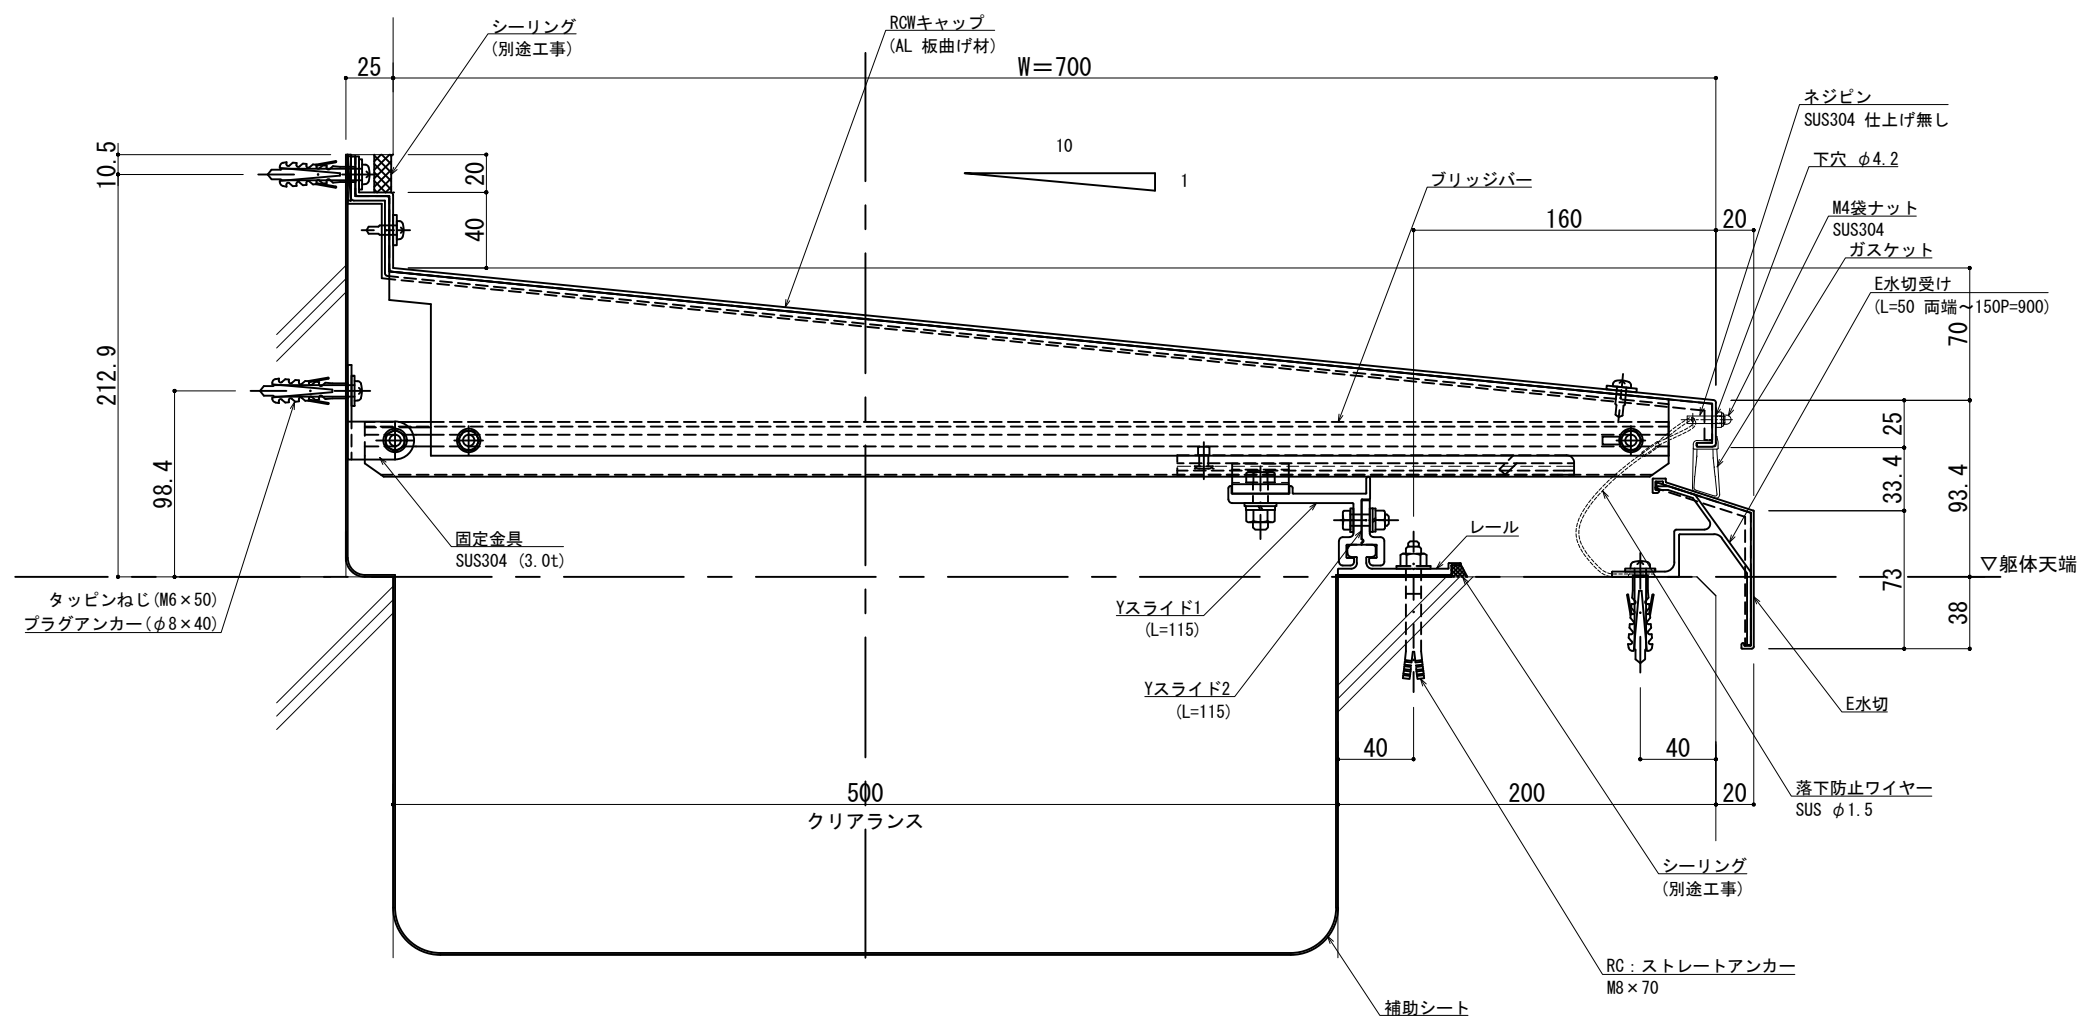 シーリング
(別途工事)
RCWキャップ
(AL 板曲げ材)
25
W=700
ネジピン
SUS304 仕上げ無し
10
1
下穴 φ4.2
ブリッジバー
M4袋ナット
SUS304
ガスケット
E水切受け
(L=50 両端～150P=900)
10.5
20
40
160
20
70
212.9
98.4
25
33.4
93.4
73
38
固定金具
SUS304 (3.0t)
レール
▽躯体天端
タッピンねじ(M6×50)
プラグアンカー(φ8×40)
Yスライド1
(L=115)
Yスライド2
(L=115)
E水切
40
40
500
クリアランス
200
20
落下防止ワイヤー
SUS φ1.5
シーリング
(別途工事)
RC：ストレートアンカー
M8×70
補助シート